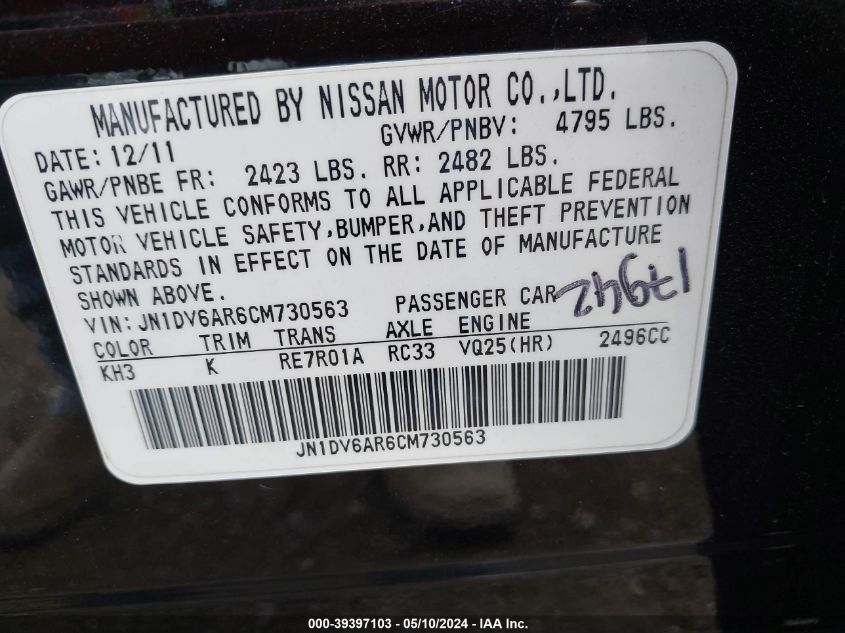 MANUFACTURED BY NISSAN MOTOR CO.,LTD.
DATE: 12/11 GVWR/PNBV: 4795 LBS.
GAWR/PNBE FR: 2423 LBS. RR: 2482 LBS.
THIS VEHICLE CONFORMS TO ALL APPLICABLE FEDERAL
MOTOR VEHICLE SAFETY,BUMPER,AND THEFT PREVENTION
STANDARDS IN EFFECT ON THE DATE OF MANUFACTURE
SHOWN ABOVE.
17942
VIN: JN1DV6AR6CM730563 PASSENGER CAR
COLOR TRIM TRANS AXLE ENGINE
KH3 K RE7R01A RC33 VQ25(HR) 2496CC
JN1DV6AR6CM730563
000-39397103 — 05/10/2024 — IAA Inc.